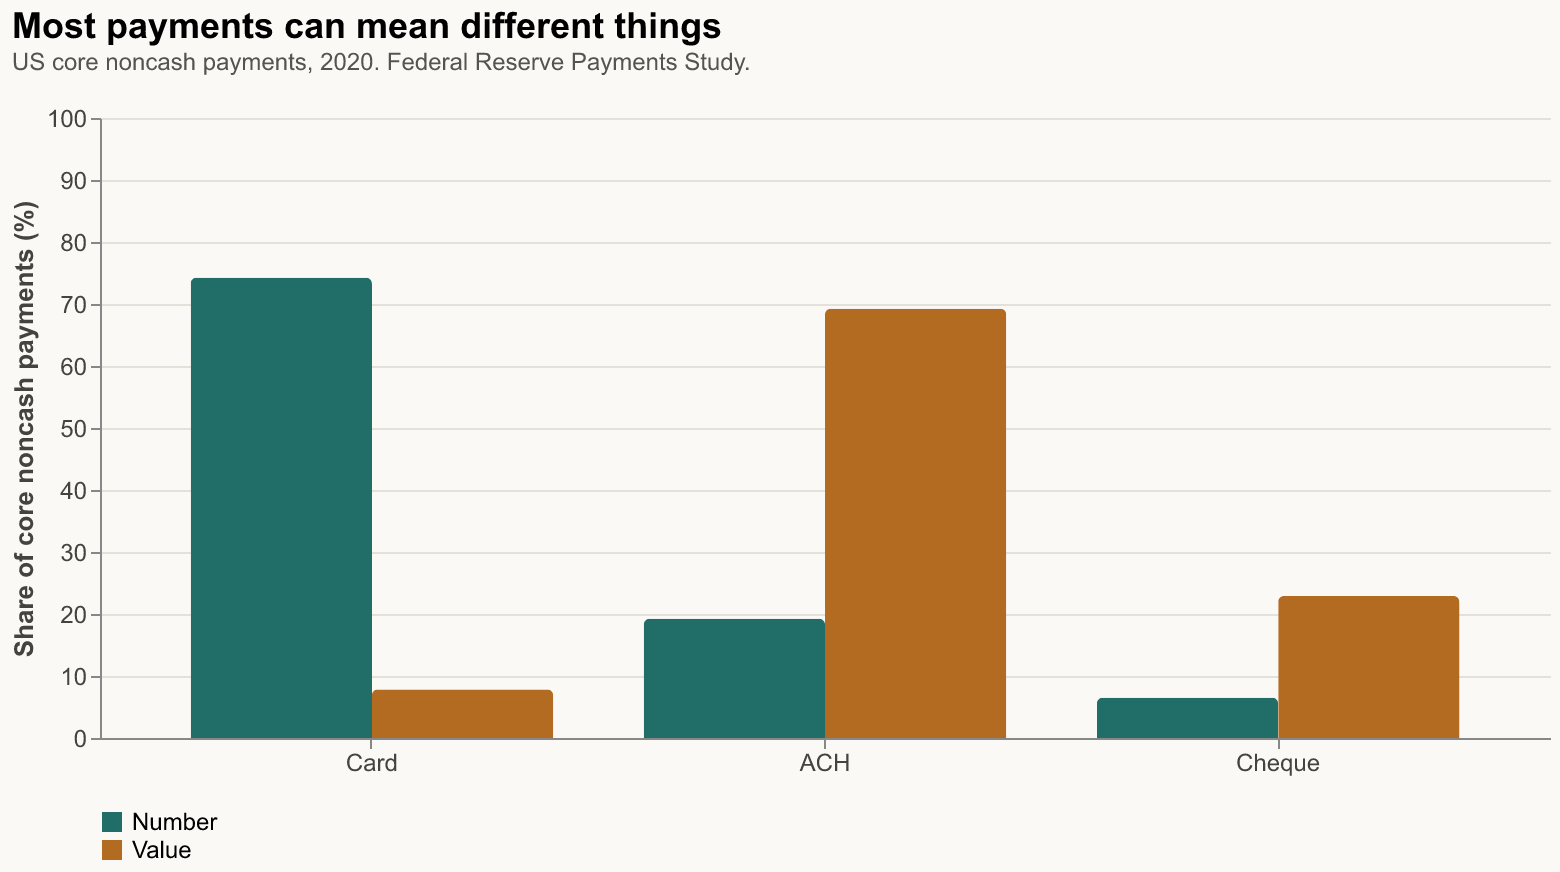 Most payments can mean different things
US core noncash payments, 2020. Federal Reserve Payments Study.
Share of core noncash payments (%)
100
90
80
70
60
50
40
30
20
10
0
Card
ACH
Cheque
Number
Value